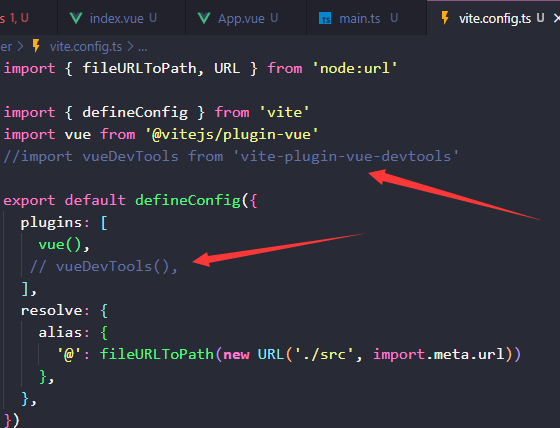 s 1, U index.vue U App.vue U TS main.ts U vite.config.ts U
er > vite.config.ts > ...
import { fileURLToPath, URL } from 'node:url'
import { defineConfig } from 'vite'
import vue from '@vitejs/plugin-vue'
//import vueDevTools from 'vite-plugin-vue-devtools'
export default defineConfig({
plugins: [
vue(),
// vueDevTools(),
],
resolve: {
alias: {
'@': fileURLToPath(new URL('./src', import.meta.url))
},
},
})